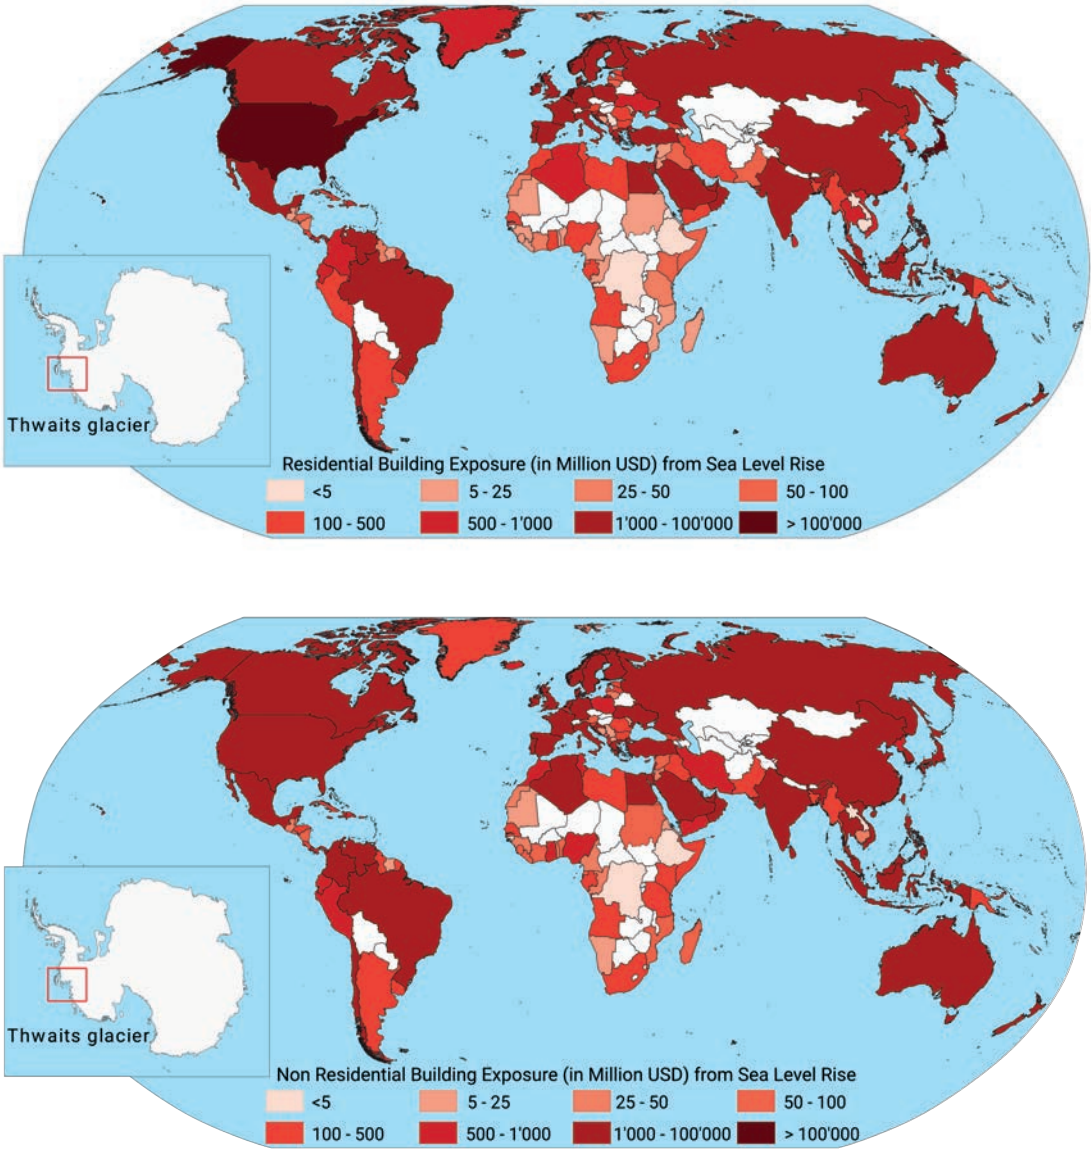 Thwaits glacier
Residential Building Exposure (in Million USD) from Sea Level Rise
<5 5 - 25 25 - 50 50 - 100
100 - 500 500 - 1'000 1'000 - 100'000 > 100'000
Thwaits glacier
Non Residential Building Exposure (in Million USD) from Sea Level Rise
<5 5 - 25 25 - 50 50 - 100
100 - 500 500 - 1'000 1'000 - 100'000 > 100'000